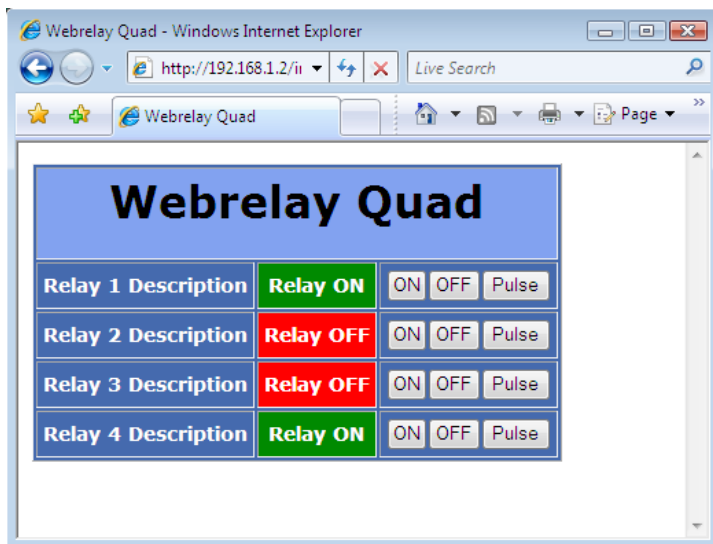 Webrelay Quad - Windows Internet Explorer
http://192.168.1.2/ Live Search
Webrelay Quad Page
Webrelay Quad
Relay 1 Description Relay ON ON OFF Pulse
Relay 2 Description Relay OFF ON OFF Pulse
Relay 3 Description Relay OFF ON OFF Pulse
Relay 4 Description Relay ON ON OFF Pulse